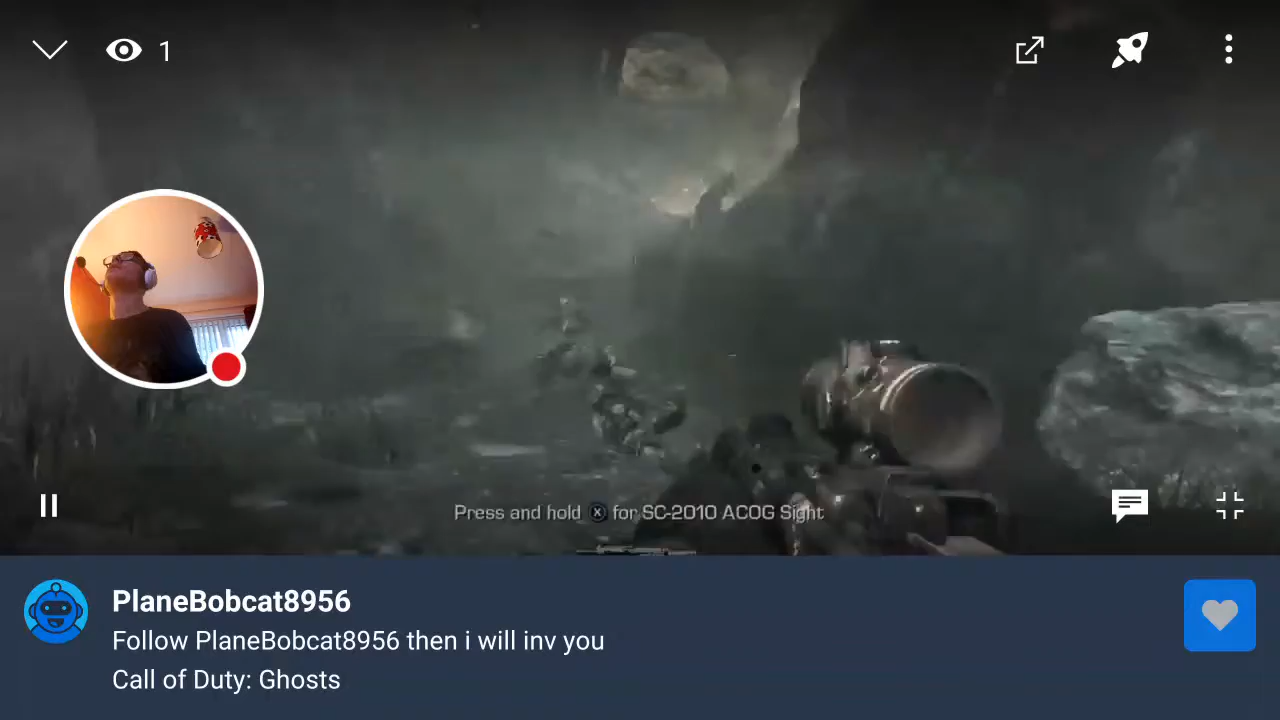 1
Press and hold X for SC-2010 ACOG Sight
PlaneBobcat8956
Follow PlaneBobcat8956 then i will inv you
Call of Duty: Ghosts